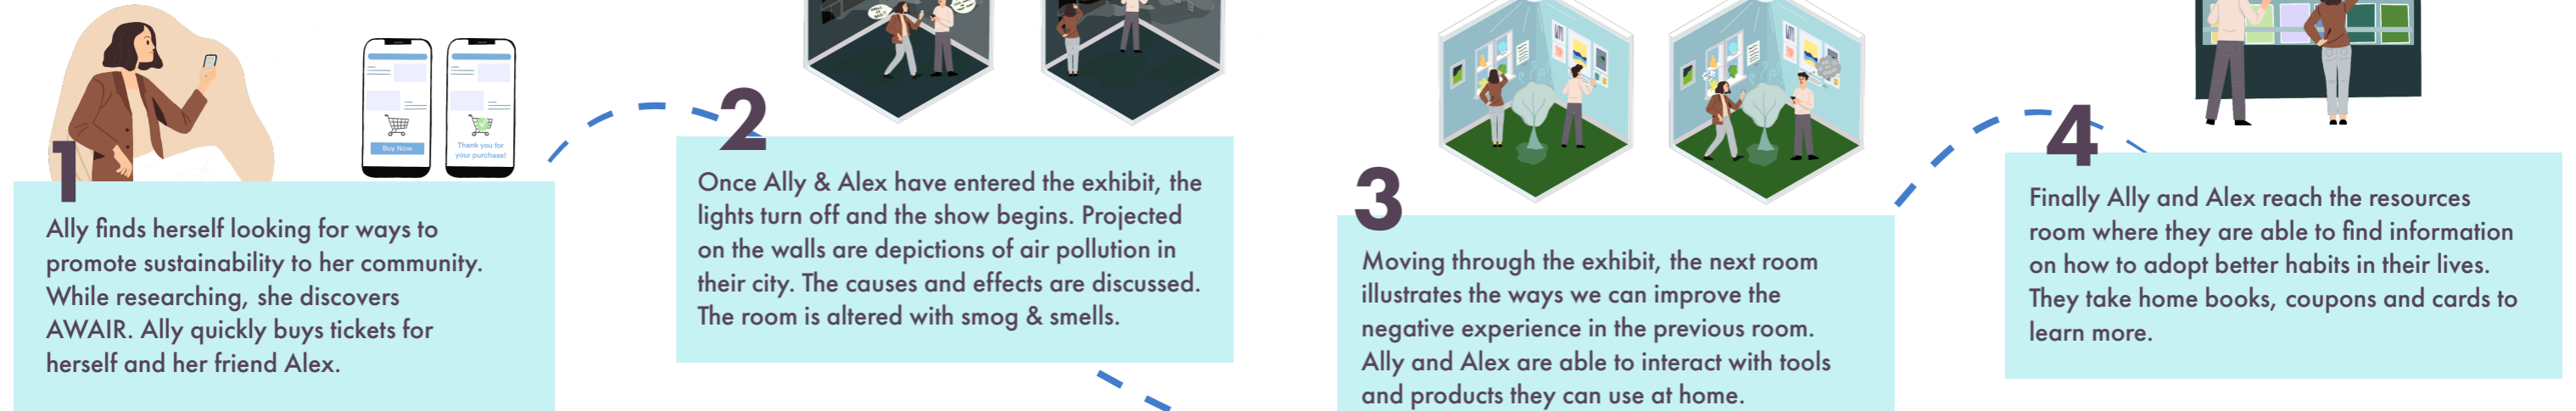 1
Buy Now
Thank you for
your purchase!
Ally finds herself looking for ways to
promote sustainability to her community.
While researching, she discovers
AWAIR. Ally quickly buys tickets for
herself and her friend Alex.
2
Once Ally & Alex have entered the exhibit, the
lights turn off and the show begins. Projected
on the walls are depictions of air pollution in
their city. The causes and effects are discussed.
The room is altered with smog & smells.
3
Moving through the exhibit, the next room
illustrates the ways we can improve the
negative experience in the previous room.
Ally and Alex are able to interact with tools
and products they can use at home.
4
Finally Ally and Alex reach the resources
room where they are able to find information
on how to adopt better habits in their lives.
They take home books, coupons and cards to
learn more.